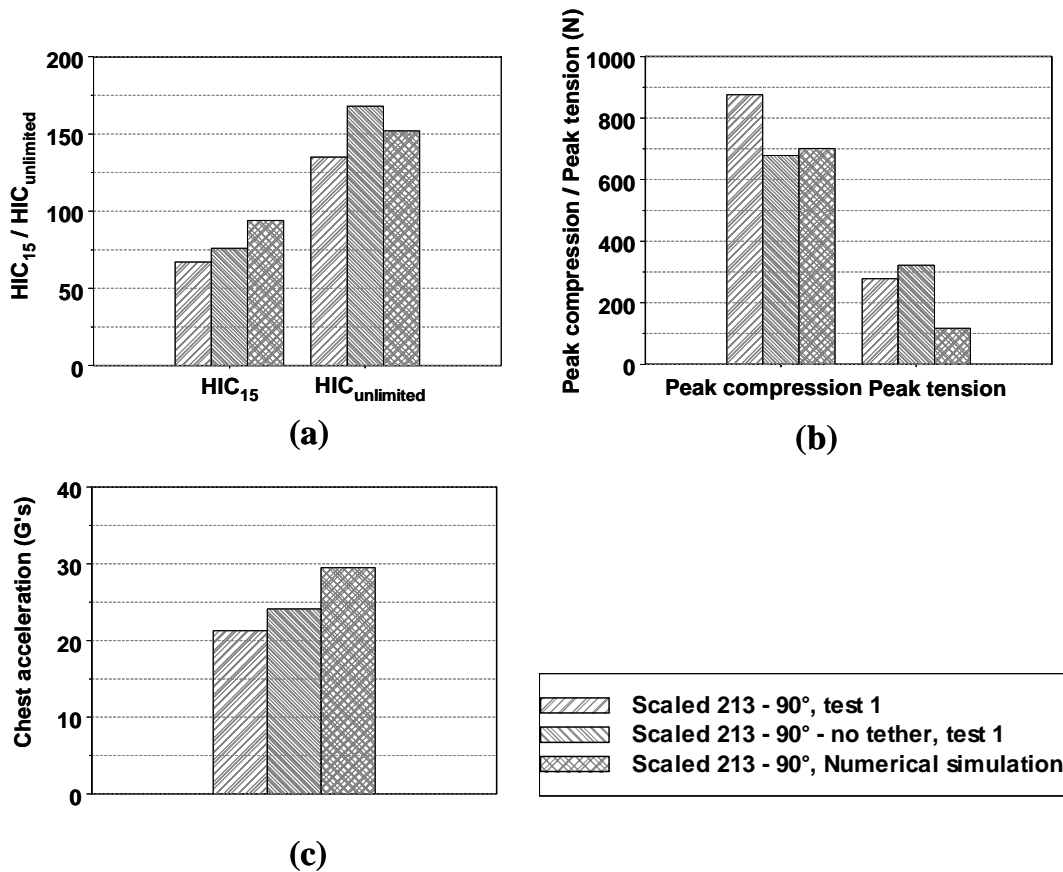 HIC15 / HICunlimited
200
150
100
50
0
HIC15 HICunlimited
(a)
Peak compression / Peak tension (N)
1000
800
600
400
200
0
Peak compression Peak tension
(b)
Chest acceleration (G's)
40
30
20
10
0
(c)
Scaled 213 - 90°, test 1
Scaled 213 - 90° - no tether, test 1
Scaled 213 - 90°, Numerical simulation